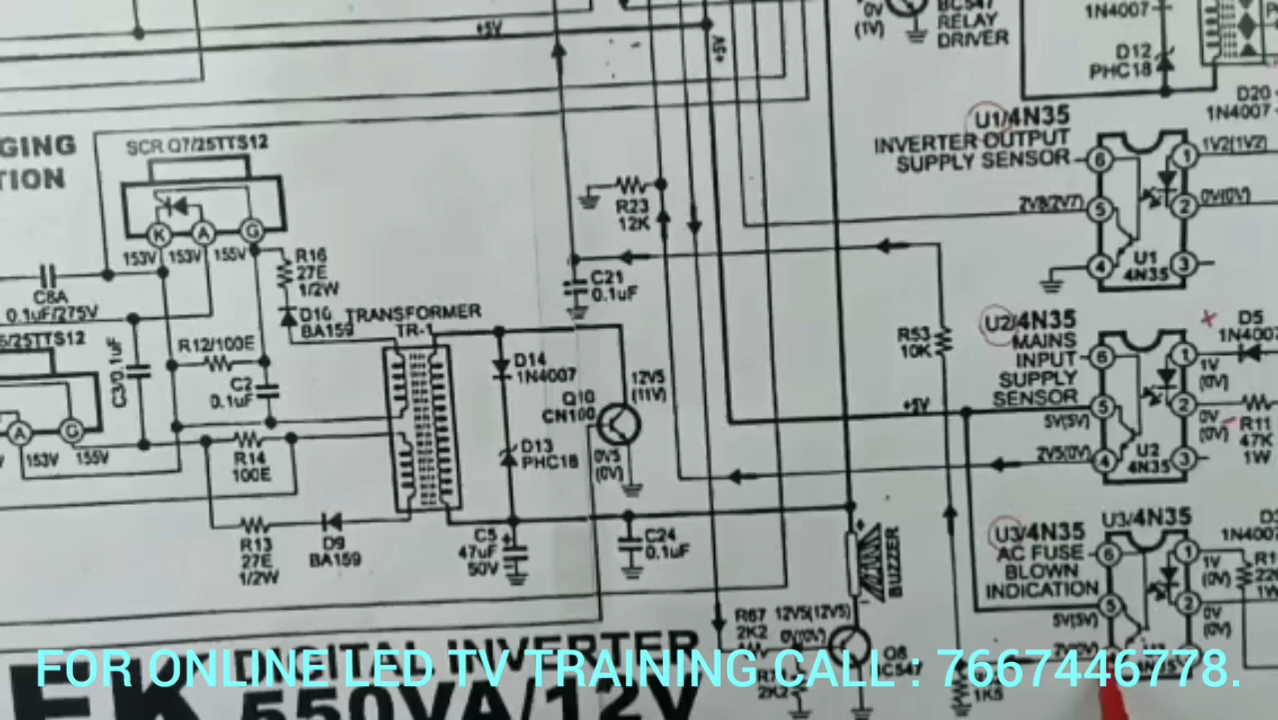 +5V
+5V
0V
(1V)
BC547
RELAY
DRIVER
1N4007
D12
PHC18
D20
1N4007
U1/4N35
INVERTER OUTPUT
SUPPLY SENSOR
6
1
1V2(1V2)
2V8/2V7
5
2
0V(0V)
4
U1
4N35
3
GING
TION
SCR Q7/25TTS12
K
A
G
153V
153V
155V
R16
27E
1/2W
C8A
0.1uF/275V
D10
BA159
TRANSFORMER
TR-1
R23
12K
C21
0.1uF
R53
10K
U2/4N35
MAINS
INPUT
SUPPLY
SENSOR
6
1
1V
(0V)
D5
1N4007
+5V
5V(5V)
5
2
0V
(0V)
R11
47K
1W
2V5(0V)
4
U2
4N35
3
/25TTS12
C3/0.1uF
R12/100E
C2
0.1uF
D14
1N4007
Q10
CN100
12V5
(11V)
0V5
(0V)
D13
PHC18
A
G
153V
155V
R14
100E
R13
27E
1/2W
D9
BA159
C5
47uF
50V
+
C24
0.1uF
+
BUZZER
U3/4N35
AC FUSE
BLOWN
INDICATION
U3/4N35
6
1
1V
(0V)
1N400
5V(5V)
5
2
0V
(0V)
R67
2K2
12V5(12V5)
0V(0V)
Q8
BC547
2K2
1K5
DIGITAL INVERTER
EK 550VA/12V
FOR ONLINE LED TV TRAINING CALL : 7667446778.